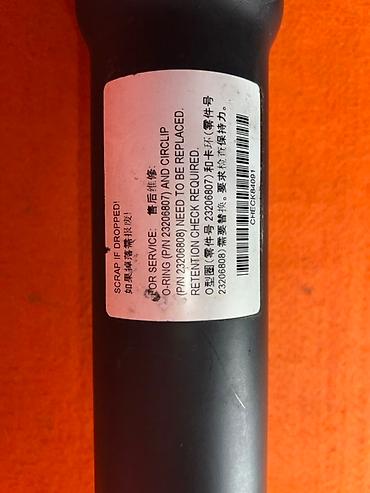 SCRAP IF DROPPED!
如果掉落需报废!
FOR SERVICE: 售后维修:
O-RING (P/N 23206807) AND CIRCLIP
(P/N 23206808) NEED TO BE REPLACED.
RETENTION CHECK REQUIRED.
O型圈(零件号 23206807)和卡环(零件号
23206808)需要替换。要求检查保持力。
CHECK64091